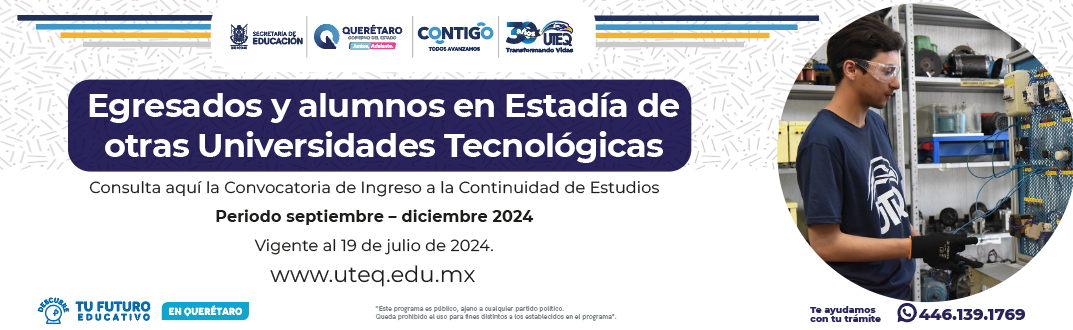 SECRETARÍA DE
EDUCACIÓN
QUERÉTARO
GOBIERNO DEL ESTADO
Juntos, Adelante.
CONTIGO
TODOS AVANZAMOS
30 Años UTEQ
Transformando Vidas
Egresados y alumnos en Estadía de
otras Universidades Tecnológicas
Consulta aquí la Convocatoria de Ingreso a la Continuidad de Estudios
Periodo septiembre – diciembre 2024
Vigente al 19 de julio de 2024.
www.uteq.edu.mx
DESCUBRE
TU FUTURO
EDUCATIVO
EN QUERÉTARO
"Este programa es público, ajeno a cualquier partido político.
Queda prohibido el uso para fines distintos a los establecidos en el programa".
Te ayudamos
con tu trámite
446.139.1769
UTEQ